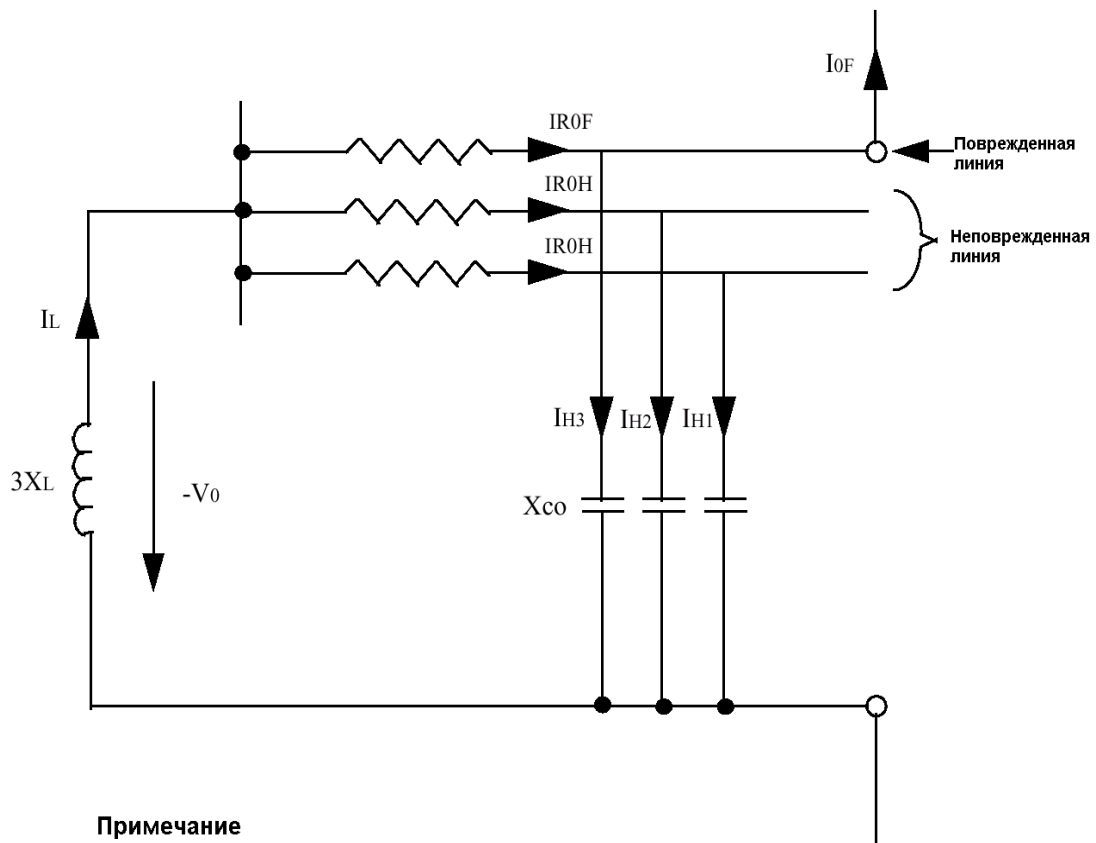 I0F
IR0F
Поврежденная
линия
IR0H
IR0H
Неповрежденная
линия
IL
IH3
IH2
IH1
3XL
-V0
Xco
Примечание